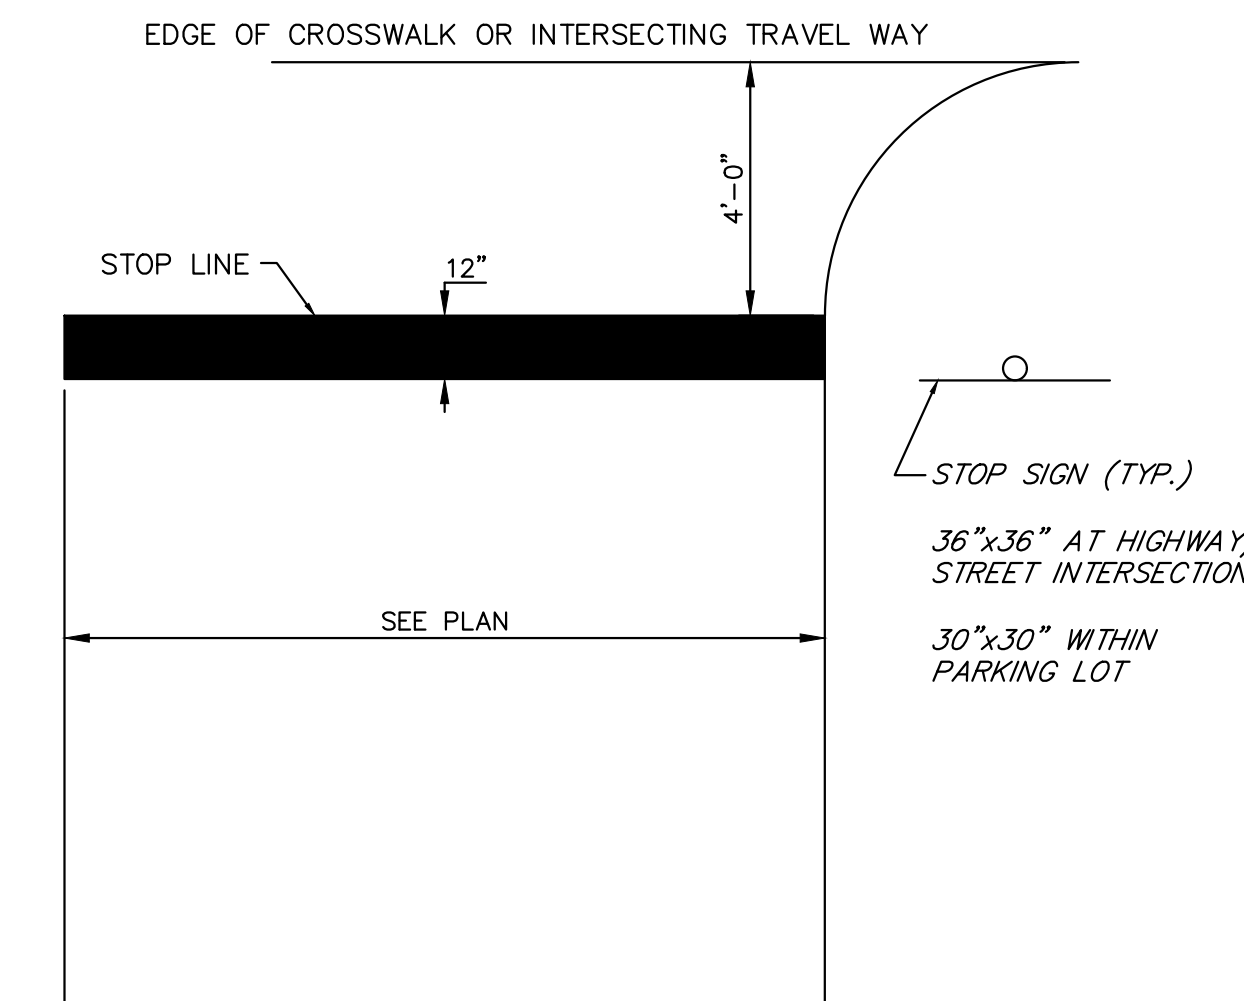 EDGE OF CROSSWALK OR INTERSECTING TRAVEL WAY
4'-0"
STOP LINE
12"
STOP SIGN (TYP.)
36"x36" AT HIGHWAY/
STREET INTERSECTION
SEE PLAN
30"x30" WITHIN
PARKING LOT